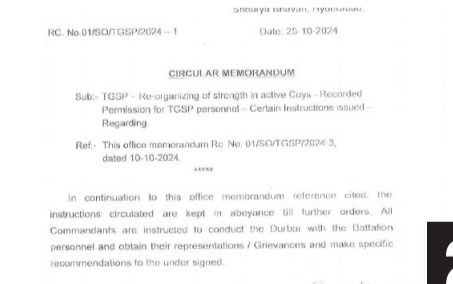 Shourya Bhavan, Hyderabad.
RC. No.01/SO/TGSP/2024 – 1
Date: 25-10-2024
CIRCULAR MEMORANDUM
Sub:- TGSP - Re-organizing of strength in active Coys - Recorded
Permission for TGSP personnel – Certain Instructions issued –
Regarding.
Ref:- This office memorandum Rc. No. 01/SO/TGSP/2024-3,
dated 10-10-2024.
*****
In continuation to this office memorandum reference cited, the
instructions circulated are kept in abeyance till further orders. All
Commandants are instructed to conduct the Durbar with the Battalion
personnel and obtain their representations / Grievances and make specific
recommendations to the under signed.